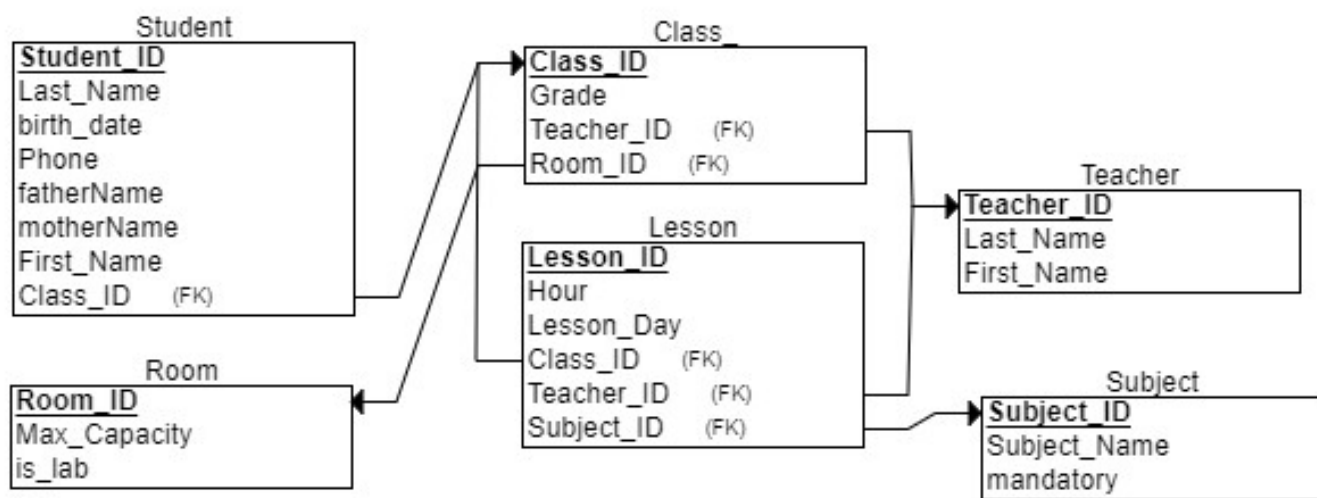 Student
Student_ID
Last_Name
birth_date
Phone
fatherName
motherName
First_Name
Class_ID (FK)
Class_
Class_ID
Grade
Teacher_ID (FK)
Room_ID (FK)
Teacher
Teacher_ID
Last_Name
First_Name
Lesson
Lesson_ID
Hour
Lesson_Day
Class_ID (FK)
Teacher_ID (FK)
Subject_ID (FK)
Room
Room_ID
Max_Capacity
is_lab
Subject
Subject_ID
Subject_Name
mandatory